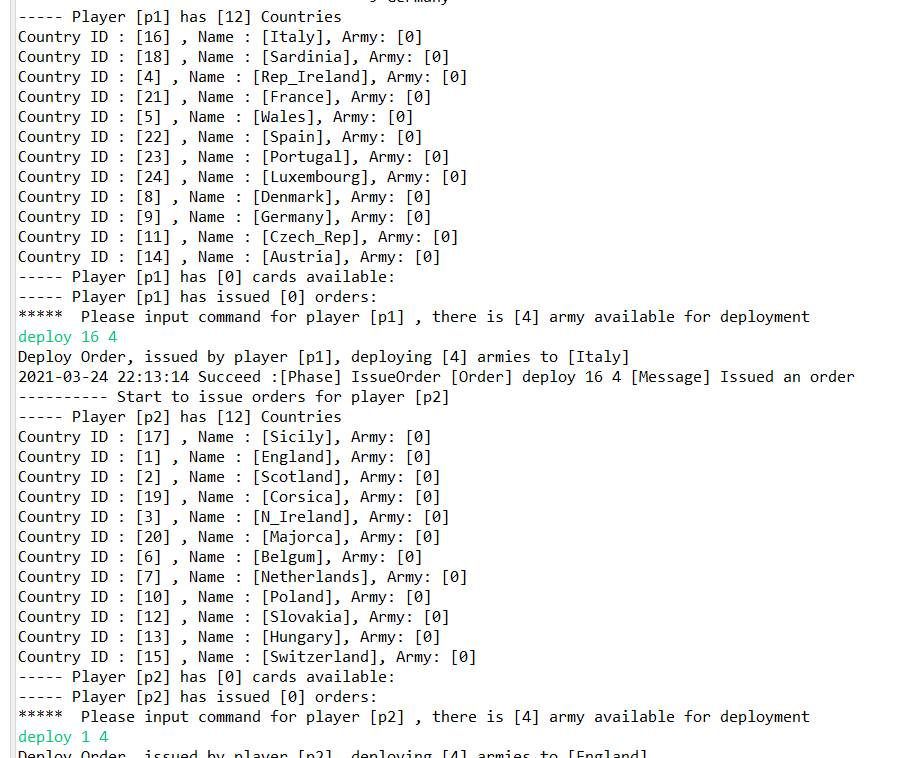 ----- Player [p1] has [12] Countries
Country ID : [16] , Name : [Italy], Army: [0]
Country ID : [18] , Name : [Sardinia], Army: [0]
Country ID : [4] , Name : [Rep_Ireland], Army: [0]
Country ID : [21] , Name : [France], Army: [0]
Country ID : [5] , Name : [Wales], Army: [0]
Country ID : [22] , Name : [Spain], Army: [0]
Country ID : [23] , Name : [Portugal], Army: [0]
Country ID : [24] , Name : [Luxembourg], Army: [0]
Country ID : [8] , Name : [Denmark], Army: [0]
Country ID : [9] , Name : [Germany], Army: [0]
Country ID : [11] , Name : [Czech_Rep], Army: [0]
Country ID : [14] , Name : [Austria], Army: [0]
----- Player [p1] has [0] cards available:
----- Player [p1] has issued [0] orders:
*****  Please input command for player [p1] , there is [4] army available for deployment
deploy 16 4
Deploy Order, issued by player [p1], deploying [4] armies to [Italy]
2021-03-24 22:13:14 Succeed :[Phase] IssueOrder [Order] deploy 16 4 [Message] Issued an order
---------- Start to issue orders for player [p2]
----- Player [p2] has [12] Countries
Country ID : [17] , Name : [Sicily], Army: [0]
Country ID : [1] , Name : [England], Army: [0]
Country ID : [2] , Name : [Scotland], Army: [0]
Country ID : [19] , Name : [Corsica], Army: [0]
Country ID : [3] , Name : [N_Ireland], Army: [0]
Country ID : [20] , Name : [Majorca], Army: [0]
Country ID : [6] , Name : [Belgum], Army: [0]
Country ID : [7] , Name : [Netherlands], Army: [0]
Country ID : [10] , Name : [Poland], Army: [0]
Country ID : [12] , Name : [Slovakia], Army: [0]
Country ID : [13] , Name : [Hungary], Army: [0]
Country ID : [15] , Name : [Switzerland], Army: [0]
----- Player [p2] has [0] cards available:
----- Player [p2] has issued [0] orders:
*****  Please input command for player [p2] , there is [4] army available for deployment
deploy 1 4
Deploy Order, issued by player [p2], deploying [4] armies to [England]